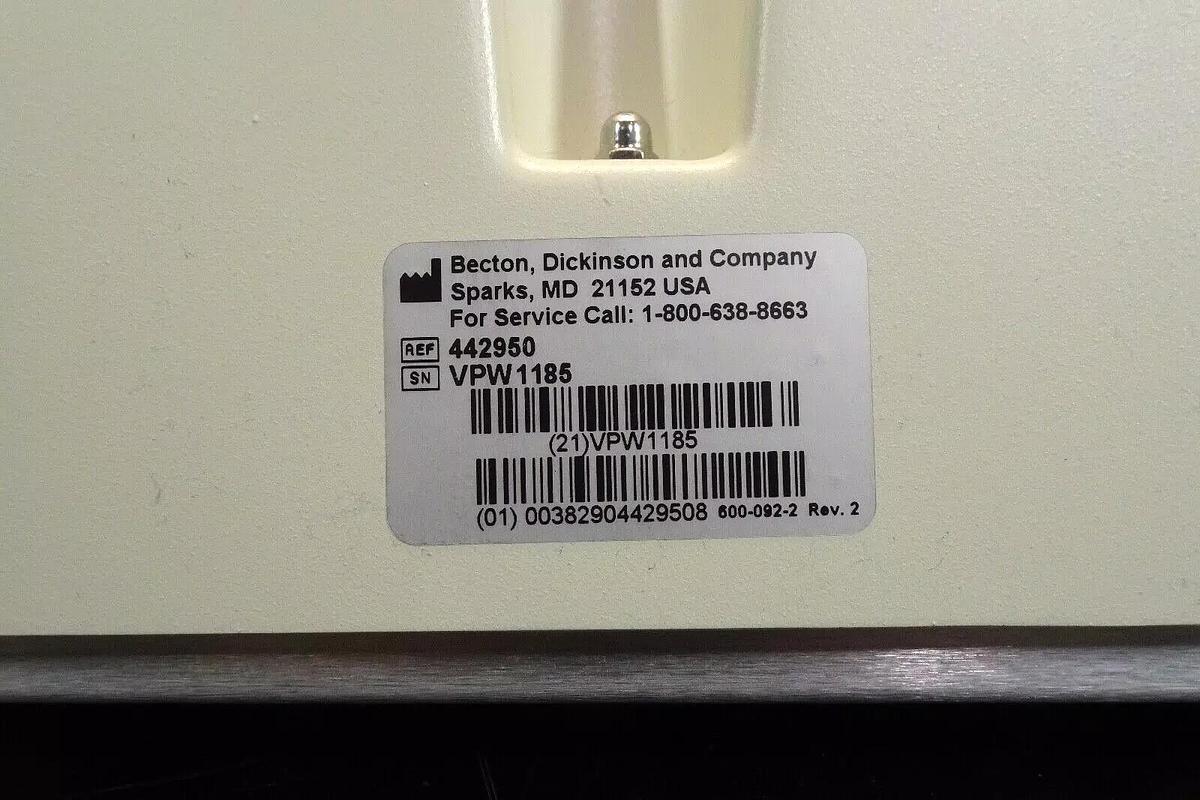 Becton, Dickinson and Company
Sparks, MD 21152 USA
For Service Call: 1-800-638-8663
REF 442950
SN VPW1185
(21)VPW1185
(01) 00382904429508 600-092-2 Rev. 2